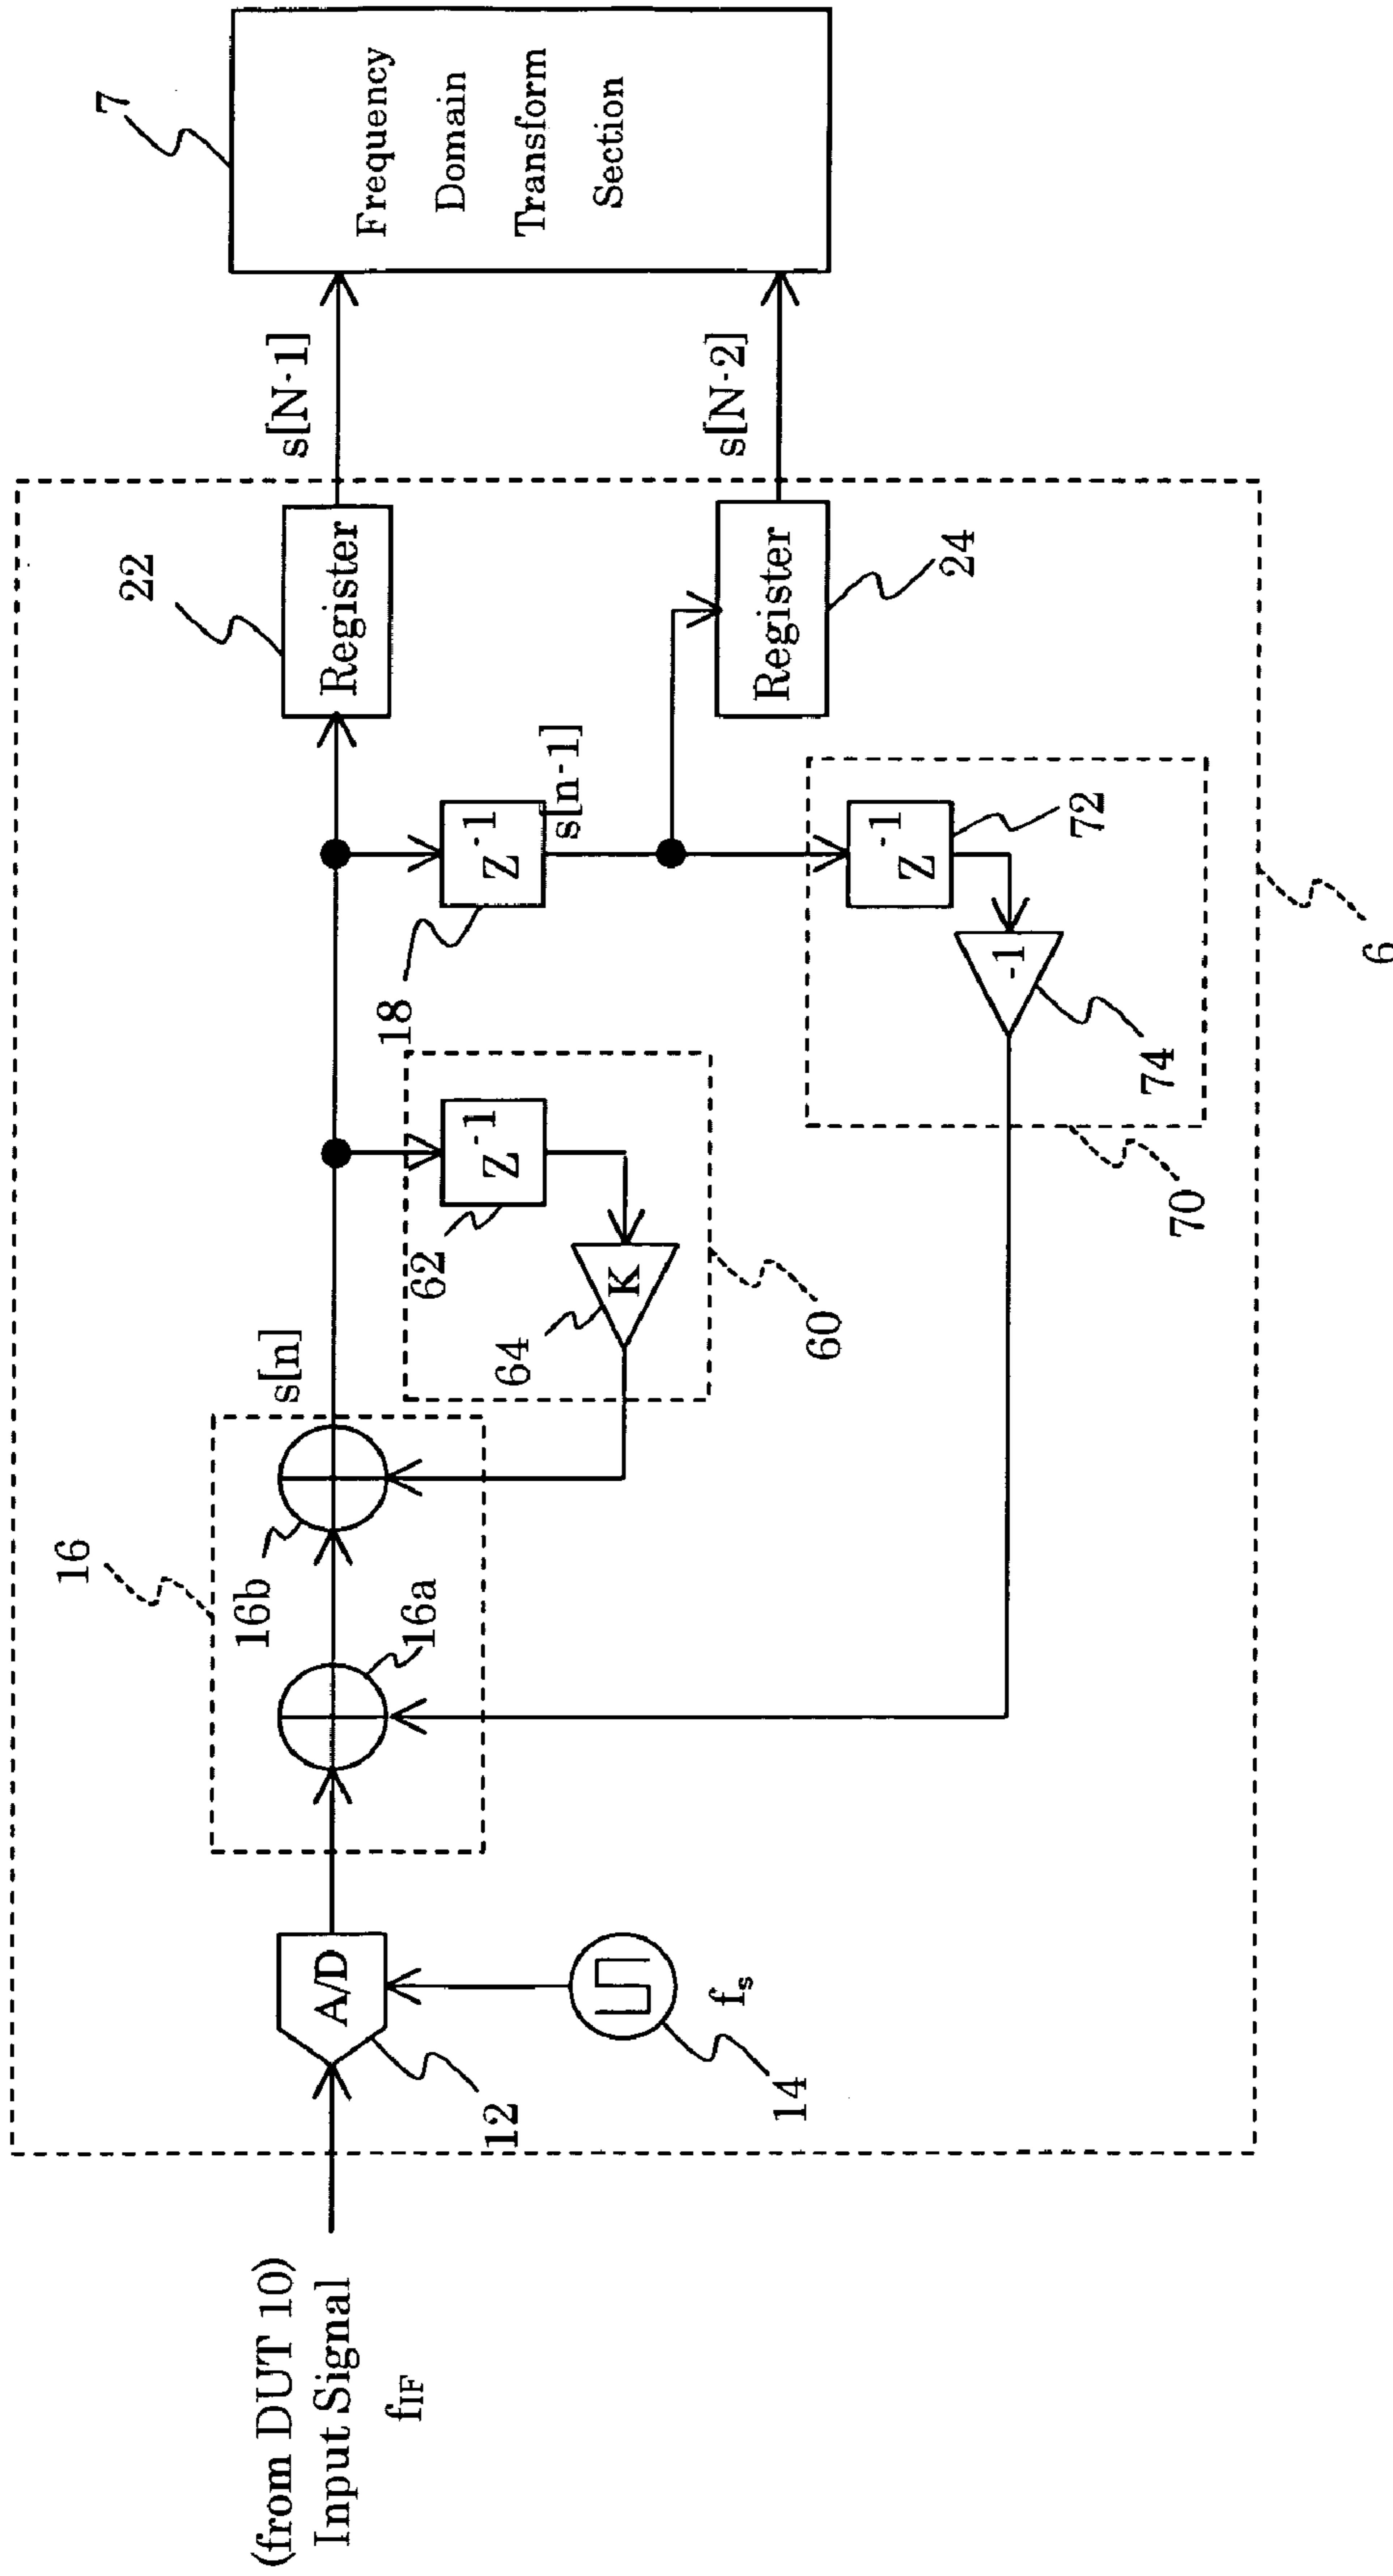 (from DUT 10)
Input Signal
fIF
A/D
12
fs
14
16
16a
16b
s[n]
62
Z-1
64
K
60
18
Z-1
s[n-1]
22
Register
Register
24
Z-1
72
-1
74
70
6
s[N-1]
s[N-2]
7
Frequency
Domain
Transform
Section